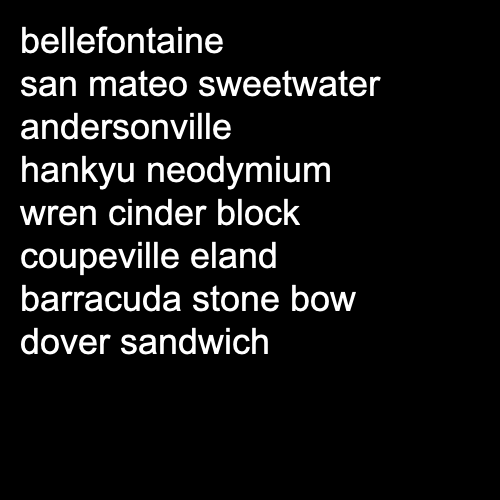 bellefontaine
san mateo sweetwater
andersonville
hankyu neodymium
wren cinder block
coupeville eland
barracuda stone bow
dover sandwich